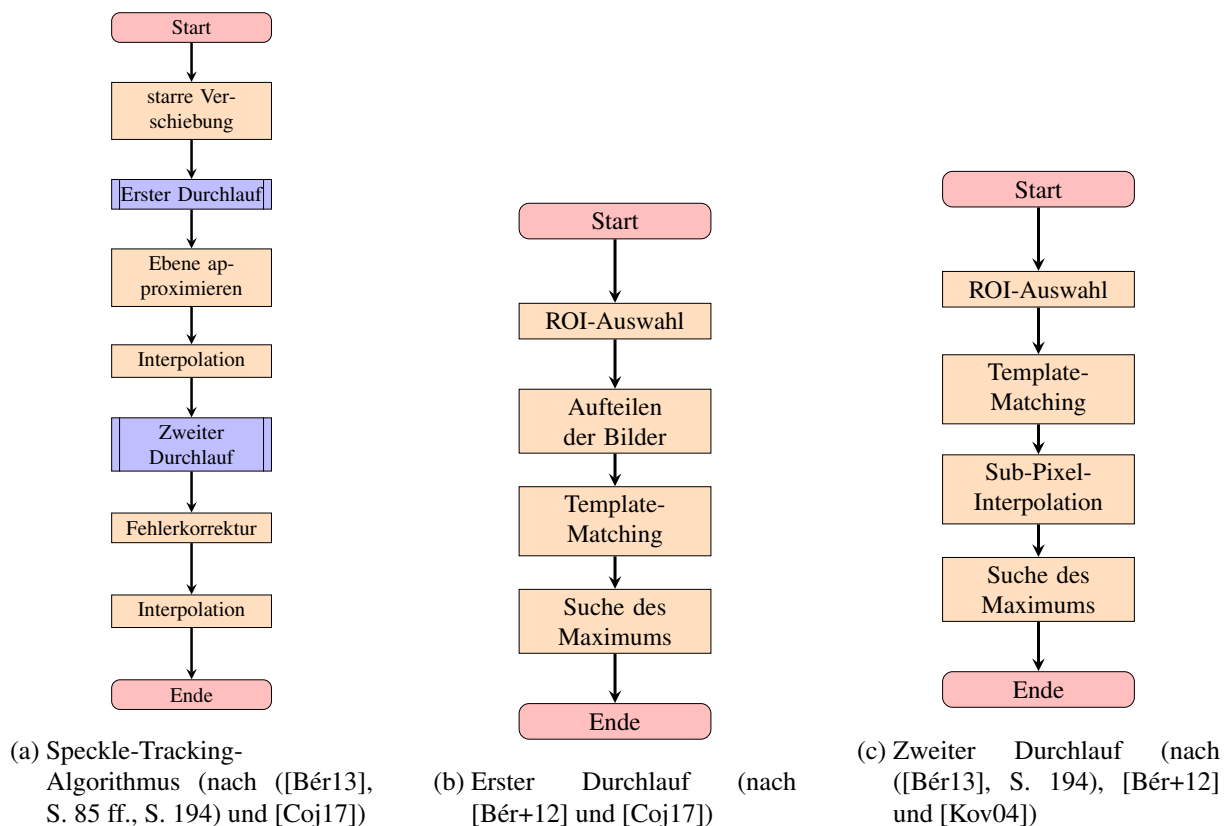 Start
starre Ver-
schiebung
Erster Durchlauf
Ebene ap-
proximieren
Interpolation
Zweiter
Durchlauf
Fehlerkorrektur
Interpolation
Ende
(a) Speckle-Tracking-
Algorithmus (nach ([Bér13],
S. 85 ff., S. 194) und [Coj17])
Start
ROI-Auswahl
Aufteilen
der Bilder
Template-
Matching
Suche des
Maximums
Ende
(b) Erster Durchlauf (nach
[Bér+12] und [Coj17])
Start
ROI-Auswahl
Template-
Matching
Sub-Pixel-
Interpolation
Suche des
Maximums
Ende
(c) Zweiter Durchlauf (nach
([Bér13], S. 194), [Bér+12]
und [Kov04])